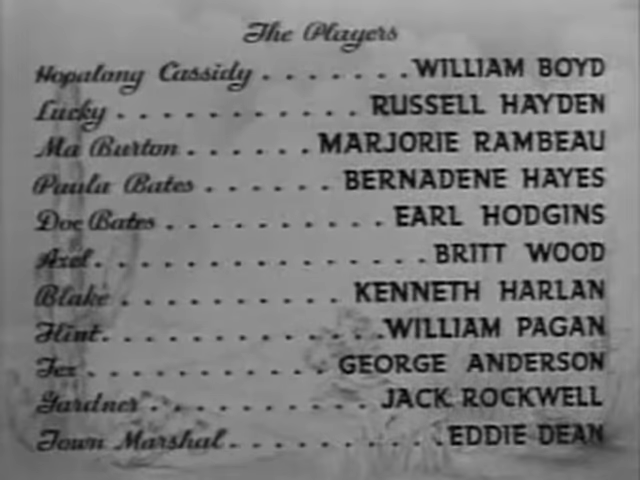 The Players
Hopalong Cassidy . . . . . . . WILLIAM BOYD
Lucky . . . . . . . . . . . . RUSSELL HAYDEN
Ma Burton . . . . . . MARJORIE RAMBEAU
Paula Bates . . . . . . BERNADENE HAYES
Doc Bates . . . . . . . . . . EARL HODGINS
Axel. . . . . . . . . . . . . . . . BRITT WOOD
Blake . . . . . . . . . . . KENNETH HARLAN
Flint. . . . . . . . . . . . . .WILLIAM PAGAN
Tex . . . . . . . . . . . . GEORGE ANDERSON
Gardner . . . . . . . . . . JACK ROCKWELL
Town Marshal. . . . . . . . . . .EDDIE DEAN